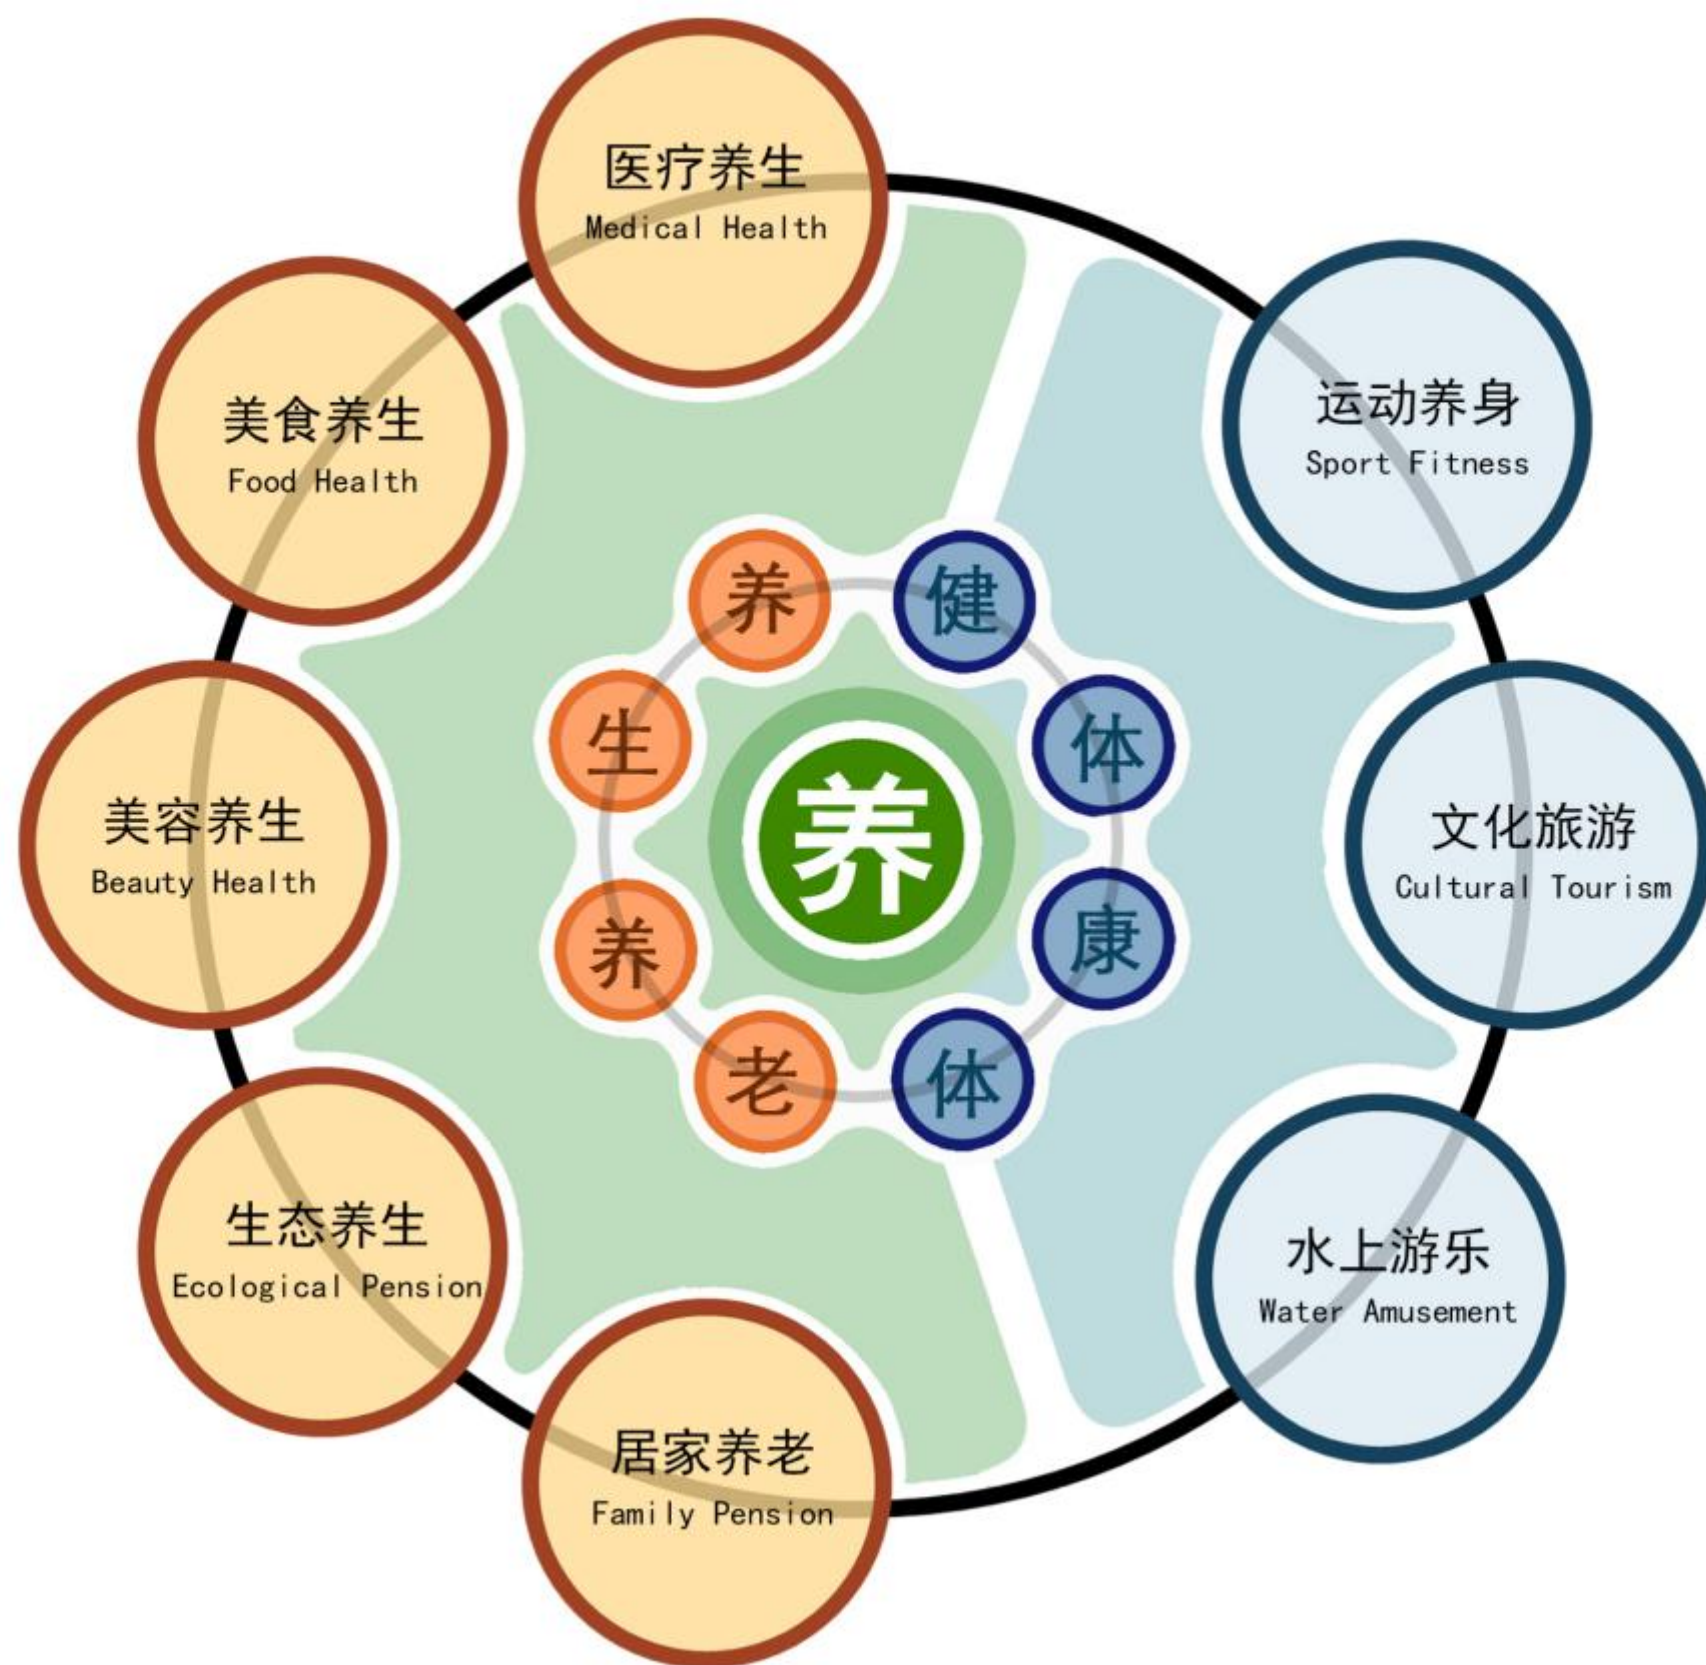 医疗养生
Medical Health
运动养身
Sport Fitness
美食养生
Food Health
养
健
生
体
文化旅游
Cultural Tourism
养
美容养生
Beauty Health
养
康
老
体
生态养生
Ecological Pension
水上游乐
Water Amusement
居家养老
Family Pension